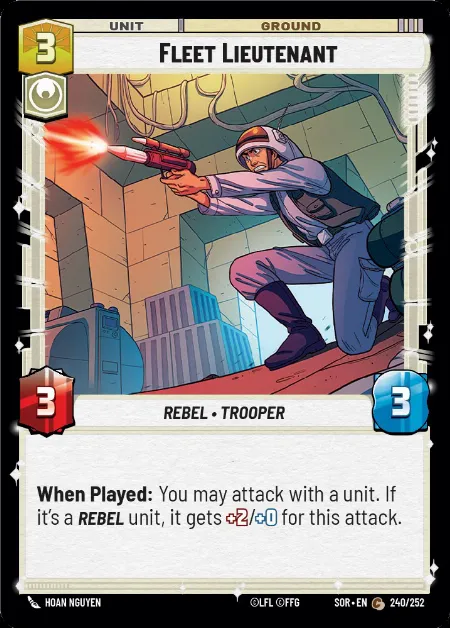 UNIT GROUND
3 FLEET LIEUTENANT
3 REBEL • TROOPER 3
When Played: You may attack with a unit. If
it's a REBEL unit, it gets +2/+0 for this attack.
HOAN NGUYEN ©LFL ©FFG SOR • EN C 240/252